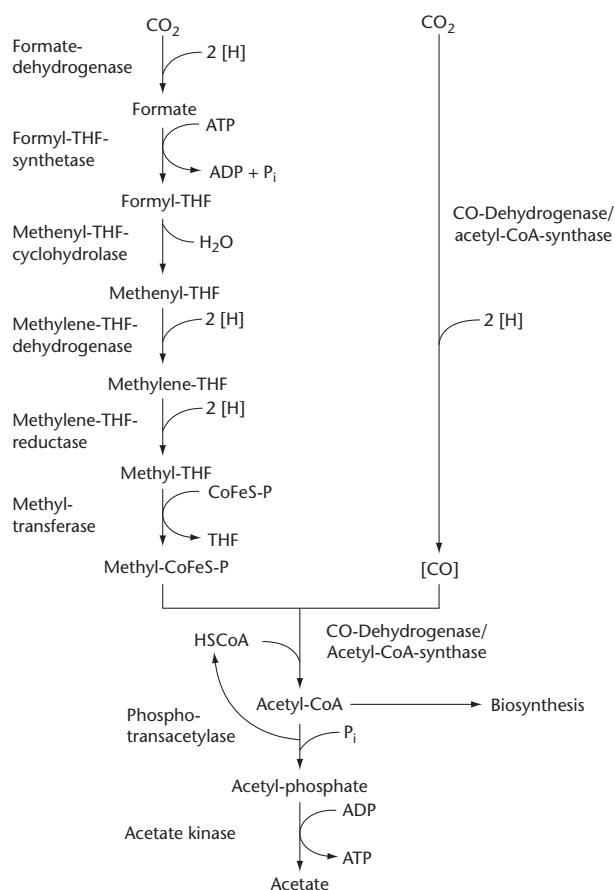 CO2
CO2
Formate-
dehydrogenase
2 [H]
Formate
ATP
Formyl-THF-
synthetase
ADP + Pi
Formyl-THF
Methenyl-THF-
cyclohydrolase
H2O
CO-Dehydrogenase/
acetyl-CoA-synthase
Methenyl-THF
Methylene-THF-
dehydrogenase
2 [H]
2 [H]
Methylene-THF
Methylene-THF-
reductase
2 [H]
Methyl-THF
CoFeS-P
Methyl-
transferase
THF
Methyl-CoFeS-P
[CO]
HSCoA
CO-Dehydrogenase/
Acetyl-CoA-synthase
Acetyl-CoA
Biosynthesis
Phospho-
transacetylase
Pi
Acetyl-phosphate
ADP
Acetate kinase
ATP
Acetate